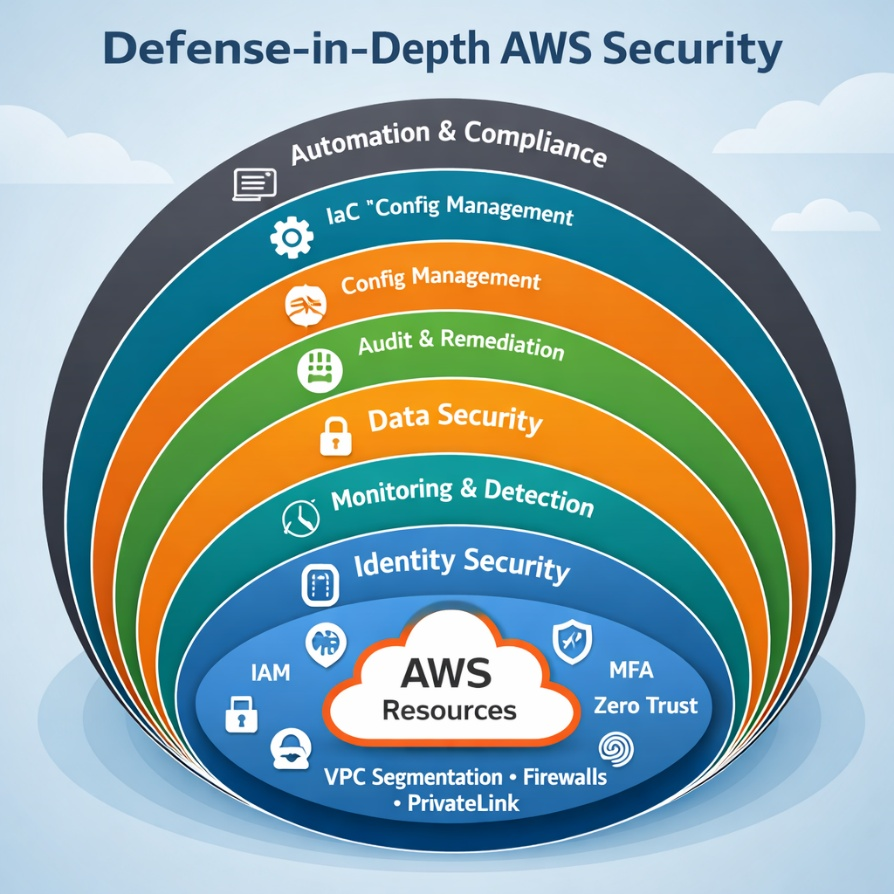 Defense-in-Depth AWS Security
Automation & Compliance
IaC "Config Management
Config Management
Audit & Remediation
Data Security
Monitoring & Detection
Identity Security
AWS
Resources
IAM
MFA
Zero Trust
VPC Segmentation • Firewalls
• PrivateLink